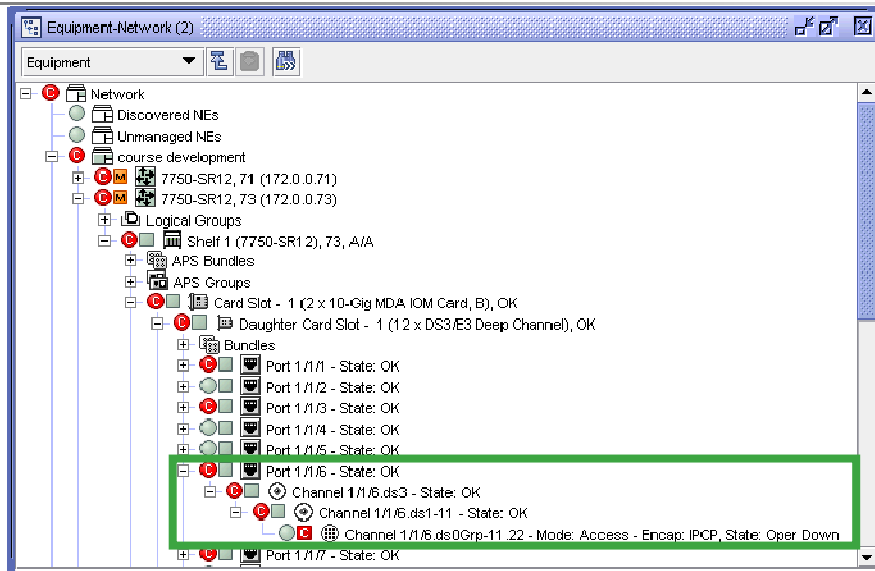 Equipment-Network (2)
Equipment
C Network
Discovered NEs
Unmanaged NEs
C course development
C M 7750-SR12, 71 (172.0.0.71)
C M 7750-SR12, 73 (172.0.0.73)
Logical Groups
C Shelf 1 (7750-SR12), 73, A/A
APS Bundles
APS Groups
C Card Slot - 1 (2 x 10-Gig MDA IOM Card, B), OK
C Daughter Card Slot - 1 (12 x DS3/E3 Deep Channel), OK
Bundles
C Port 1/1/1 - State: OK
Port 1/1/2 - State: OK
C Port 1/1/3 - State: OK
Port 1/1/4 - State: OK
Port 1/1/5 - State: OK
C Port 1/1/6 - State: OK
C Channel 1/1/6.ds3 - State: OK
C Channel 1/1/6.ds1-11 - State: OK
C Channel 1/1/6.ds0Grp-11.22 - Mode: Access - Encap: IPCP, State: Oper Down
C Port 1/1/7 - State: OK